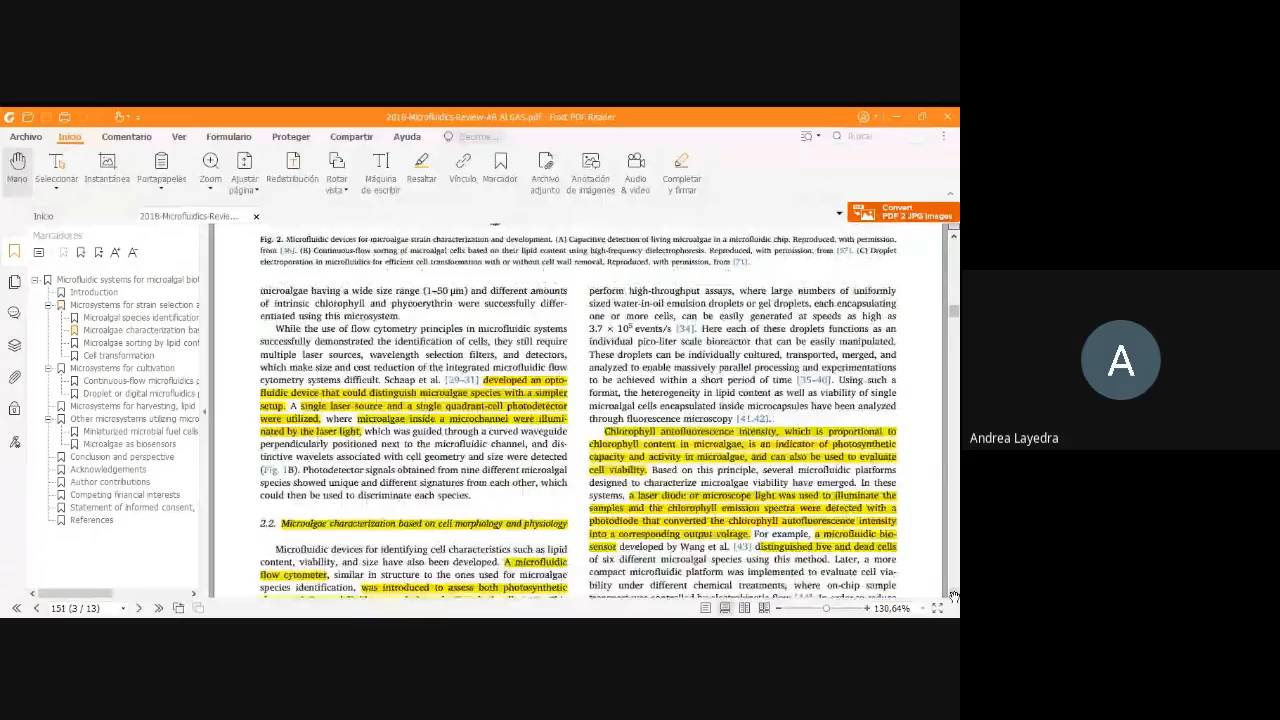 2018-Microfluidics-Review-AR ALGAS.pdf - Foxit PDF Reader
Archivo Inicio Comentario Ver Formulario Proteger Compartir Ayuda Buscar
Mano Seleccionar Instantánea Portapapeles Zoom Ajustar página Redistribución Rotar vista Máquina de escribir Resaltar Vínculo Marcador Archivo adjunto Anotación de imágenes Audio & vídeo Completar y firmar
Inicio 2018-Microfluidics-Revie...
Convert
PDF 2 JPG Images
Marcadores
Microfluidic systems for microalgal biot
Introduction
Microsystems for strain selection a
Microalgal species identification
Microalgae characterization bas
Microalgae sorting by lipid cont
Cell transformation
Microsystems for cultivation
Continuous-flow microfluidics p
Droplet or digital microfluidics p
Microsystems for harvesting, lipid
Other microsystems utilizing micro
Miniaturized microbial fuel cells
Microalgae as biosensors
Conclusion and perspective
Acknowledgements
Author contributions
Competing financial interests
Statement of informed consent,
References
Fig. 2. Microfluidic devices for microalgae strain characterization and development. (A) Capacitive detection of living microalgae in a microfluidic chip. Reproduced, with permission,
from [36]. (B) Continuous-flow sorting of microalgal cells based on their lipid content using high-frequency dielectrophoresis. Reproduced, with permission, from [57]. (C) Droplet
electroporation in microfluidics for efficient cell transformation with or without cell wall removal. Reproduced, with permission, from [71].
microalgae having a wide size range (1–50 μm) and different amounts
of intrinsic chlorophyll and phycoerythrin were successfully differ-
entiated using this microsystem.
While the use of flow cytometry principles in microfluidic systems
successfully demonstrated the identification of cells, they still require
multiple laser sources, wavelength selection filters, and detectors,
which make size and cost reduction of the integrated microfluidic flow
cytometry systems difficult. Schaap et al. [29–31] developed an opto-
fluidic device that could distinguish microalgae species with a simpler
setup. A single laser source and a single quadrant-cell photodetector
were utilized, where microalgae inside a microchannel were illumi-
nated by the laser light, which was guided through a curved waveguide
perpendicularly positioned next to the microfluidic channel, and dis-
tinctive wavelets associated with cell geometry and size were detected
(Fig. 1B). Photodetector signals obtained from nine different microalgal
species showed unique and different signatures from each other, which
could then be used to discriminate each species.
2.2. Microalgae characterization based on cell morphology and physiology
Microfluidic devices for identifying cell characteristics such as lipid
content, viability, and size have also been developed. A microfluidic
flow cytometer, similar in structure to the ones used for microalgae
species identification, was introduced to assess both photosynthetic
perform high-throughput assays, where large numbers of uniformly
sized water-in-oil emulsion droplets or gel droplets, each encapsulating
one or more cells, can be easily generated at speeds as high as
3.7 × 10⁵ events/s [34]. Here each of these droplets functions as an
individual pico-liter scale bioreactor that can be easily manipulated.
These droplets can be individually cultured, transported, merged, and
analyzed to enable massively parallel processing and experimentations
to be achieved within a short period of time [35–40]. Using such a
format, the heterogeneity in lipid content as well as viability of single
microalgal cells encapsulated inside microcapsules have been analyzed
through fluorescence microscopy [41,42].
Chlorophyll autofluorescence intensity, which is proportional to
chlorophyll content in microalgae, is an indicator of photosynthetic
capacity and activity in microalgae, and can also be used to evaluate
cell viability. Based on this principle, several microfluidic platforms
designed to characterize microalgae viability have emerged. In these
systems, a laser diode or microscope light was used to illuminate the
samples and the chlorophyll emission spectra were detected with a
photodiode that converted the chlorophyll autofluorescence intensity
into a corresponding output voltage. For example, a microfluidic bio-
sensor developed by Wang et al. [43] distinguished live and dead cells
of six different microalgal species using this method. Later, a more
compact microfluidic platform was implemented to evaluate cell via-
bility under different chemical treatments, where on-chip sample
151 (3 / 13)
130,64%
A
Andrea Layedra